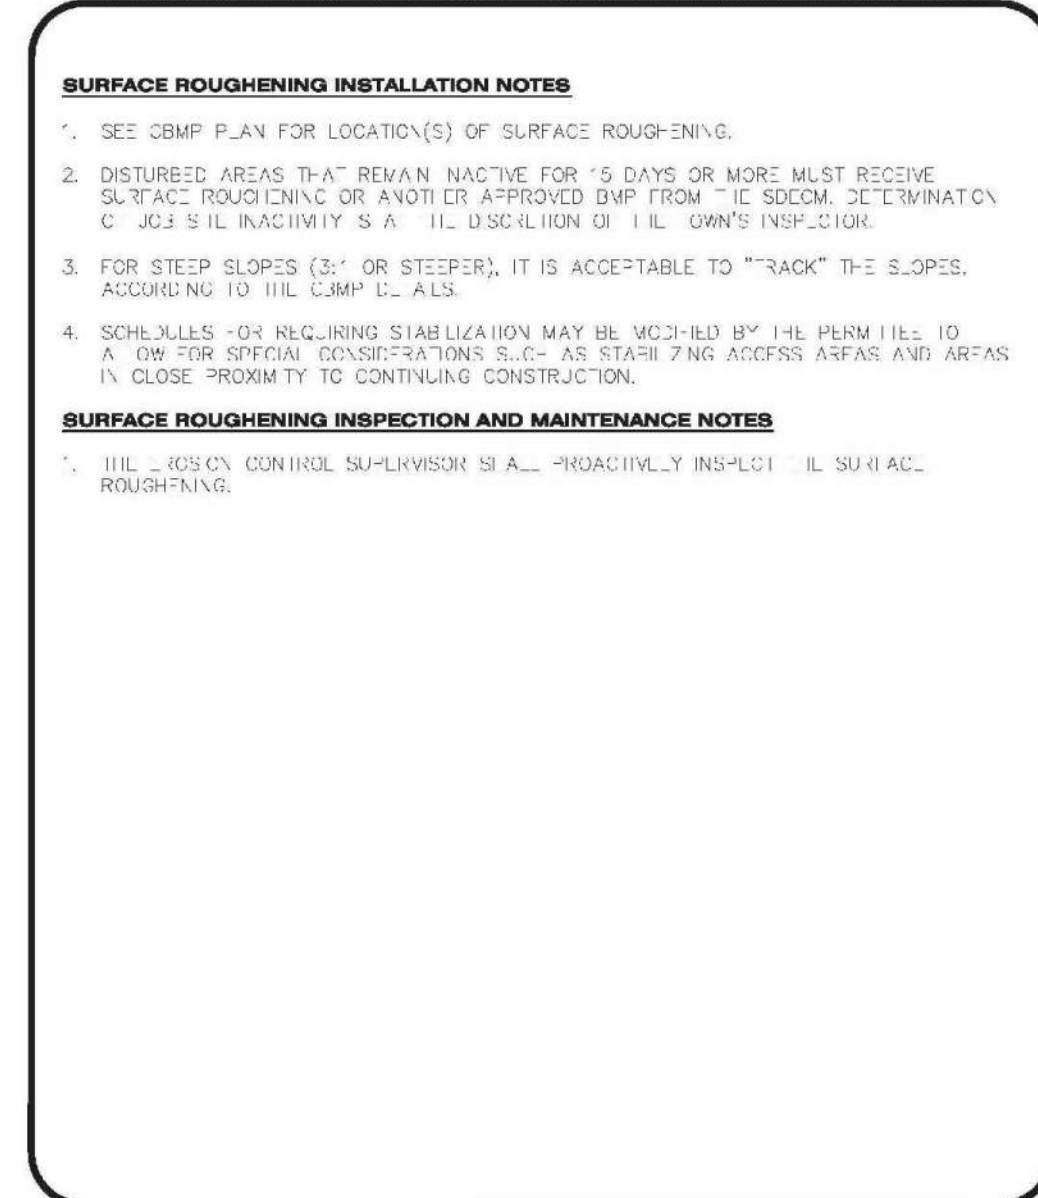 SURFACE ROUGHENING INSTALLATION NOTES
1. SEE CBMP PLAN FOR LOCATION(S) OF SURFACE ROUGHENING.
2. DISTURBED AREAS THAT REMAIN INACTIVE FOR 15 DAYS OR MORE MUST RECEIVE
SURFACE ROUGHENING OR ANOTHER APPROVED BMP FROM THE SDECM. DETERMINATION
OF JOB SITE INACTIVITY IS AT THE DISCRETION OF THE TOWN'S INSPECTOR.
3. FOR STEEP SLOPES (3:1 OR STEEPER), IT IS ACCEPTABLE TO "TRACK" THE SLOPES,
ACCORDING TO THE CBMP DETAILS.
4. SCHEDULES FOR REQUIRING STABILIZATION MAY BE MODIFIED BY THE PERMITTEE TO
ALLOW FOR SPECIAL CONSIDERATIONS SUCH AS STABILIZING ACCESS AREAS AND AREAS
IN CLOSE PROXIMITY TO CONTINUING CONSTRUCTION.
SURFACE ROUGHENING INSPECTION AND MAINTENANCE NOTES
1. THE EROSION CONTROL SUPERVISOR SHALL PROACTIVELY INSPECT THE SURFACE
ROUGHENING.